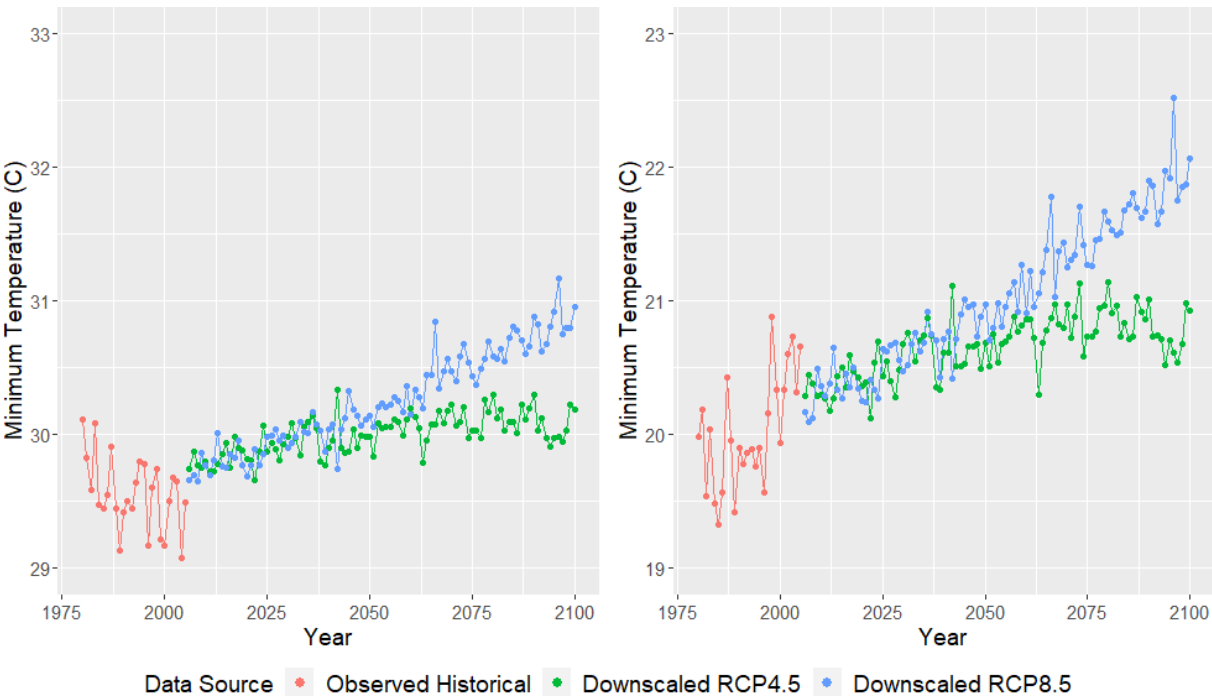 33
32
31
30
29
Minimum Temperature (C)
1975 2000 2025 2050 2075 2100
Year
23
22
21
20
19
Minimum Temperature (C)
1975 2000 2025 2050 2075 2100
Year
Data Source Observed Historical Downscaled RCP4.5 Downscaled RCP8.5